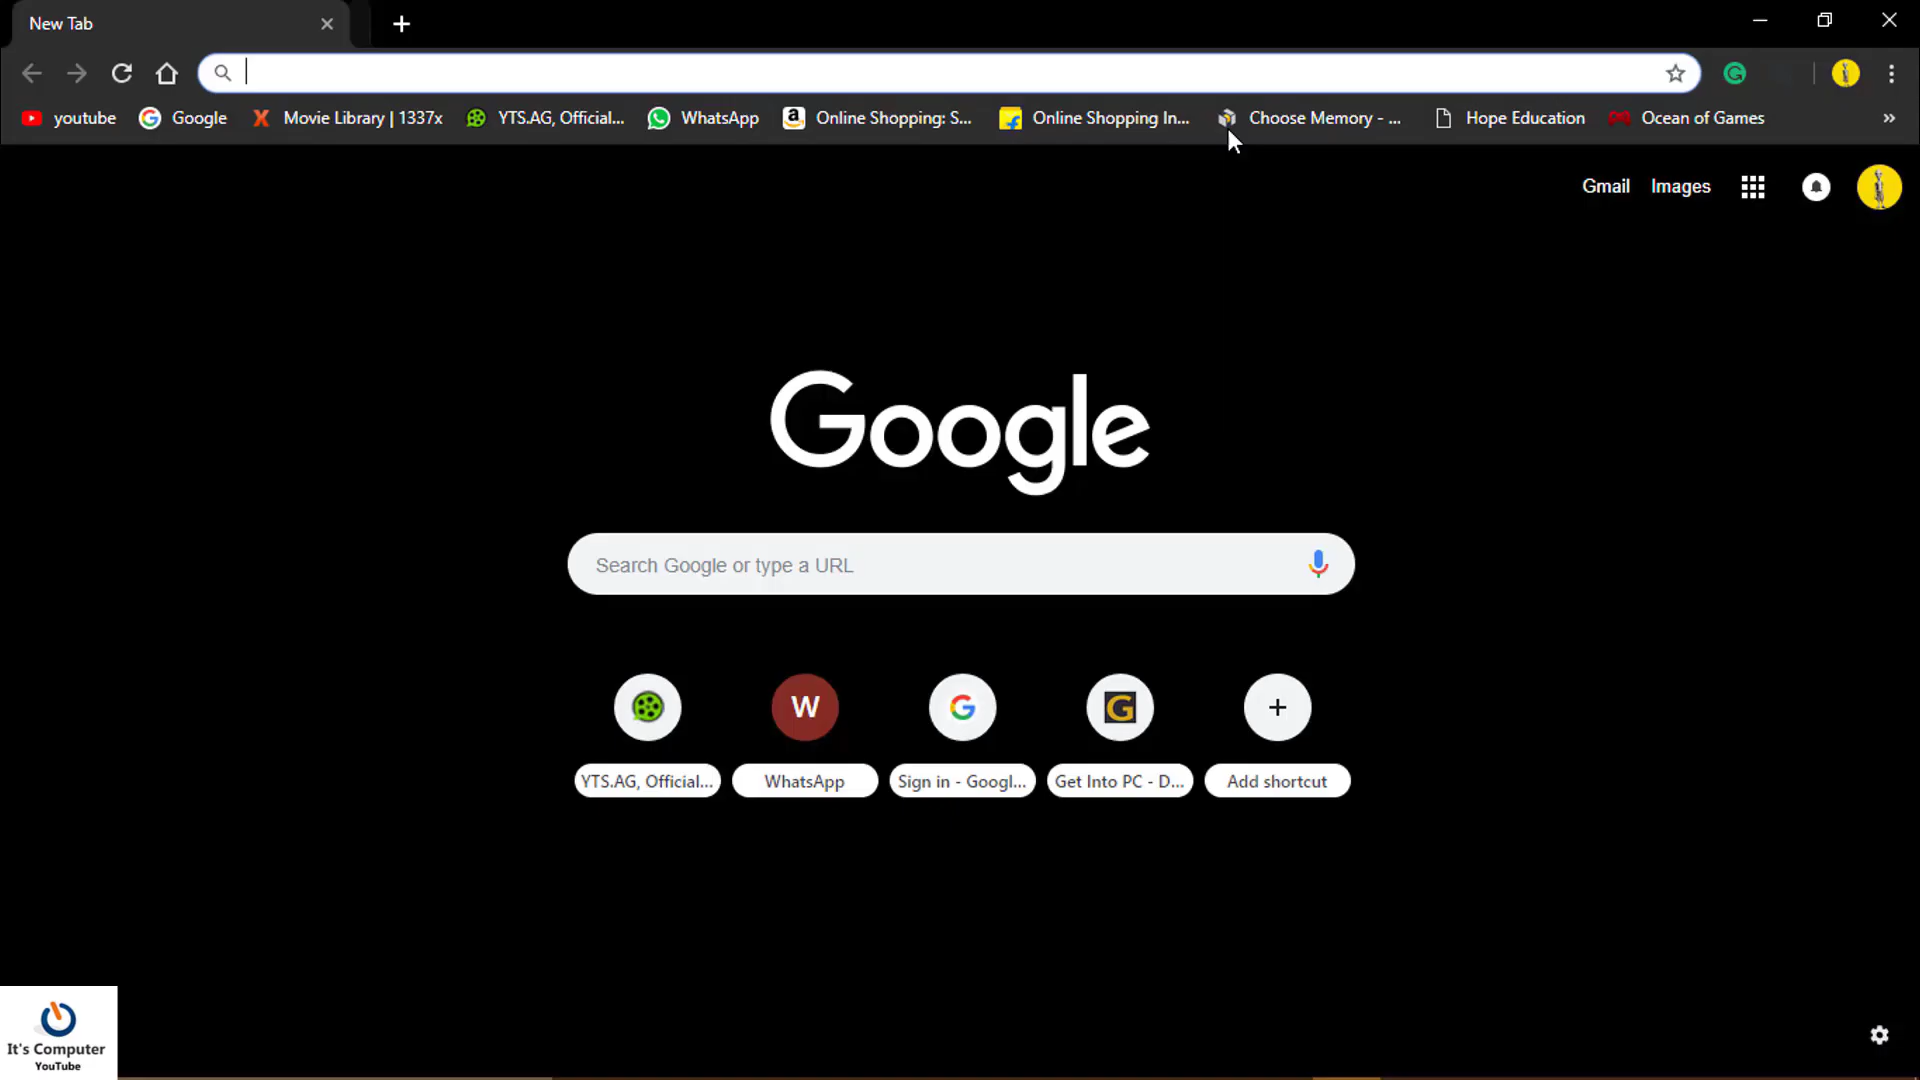 New Tab
youtube
Google
Movie Library | 1337x
YTS.AG, Official...
WhatsApp
Online Shopping: S...
Online Shopping In...
Choose Memory - ...
Hope Education
Ocean of Games
Gmail
Images
Google
Search Google or type a URL
W
YTS.AG, Official...
WhatsApp
Sign in - Googl...
Get Into PC - D...
Add shortcut
It's Computer
YouTube